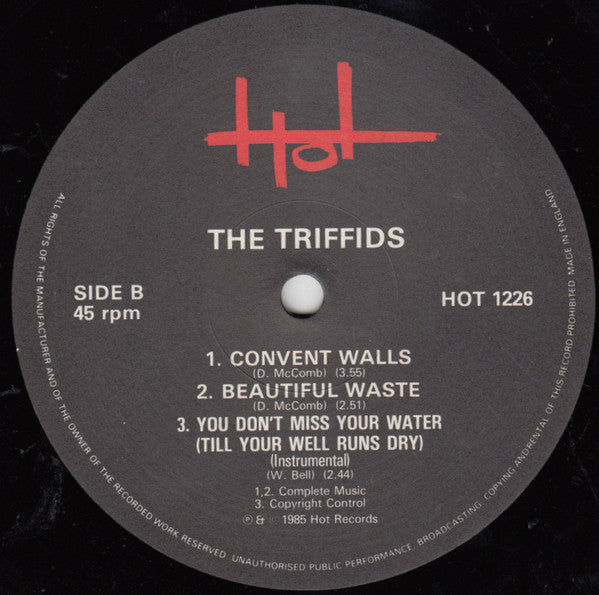 Hot
THE TRIFFIDS
SIDE B
45 rpm
HOT 1226
1. CONVENT WALLS
(D. McComb) (3.55)
2. BEAUTIFUL WASTE
(D. McComb) (2.51)
3. YOU DON'T MISS YOUR WATER
(TILL YOUR WELL RUNS DRY)
(Instrumental)
(W. Bell) (2.44)
1,2. Complete Music
3. Copyright Control
℗ & © 1985 Hot Records
ALL RIGHTS OF THE MANUFACTURER AND OF THE OWNER OF THE RECORDED WORK RESERVED. UNAUTHORISED PUBLIC PERFORMANCE, BROADCASTING, COPYING AND RENTAL OF THIS RECORD PROHIBITED. MADE IN ENGLAND